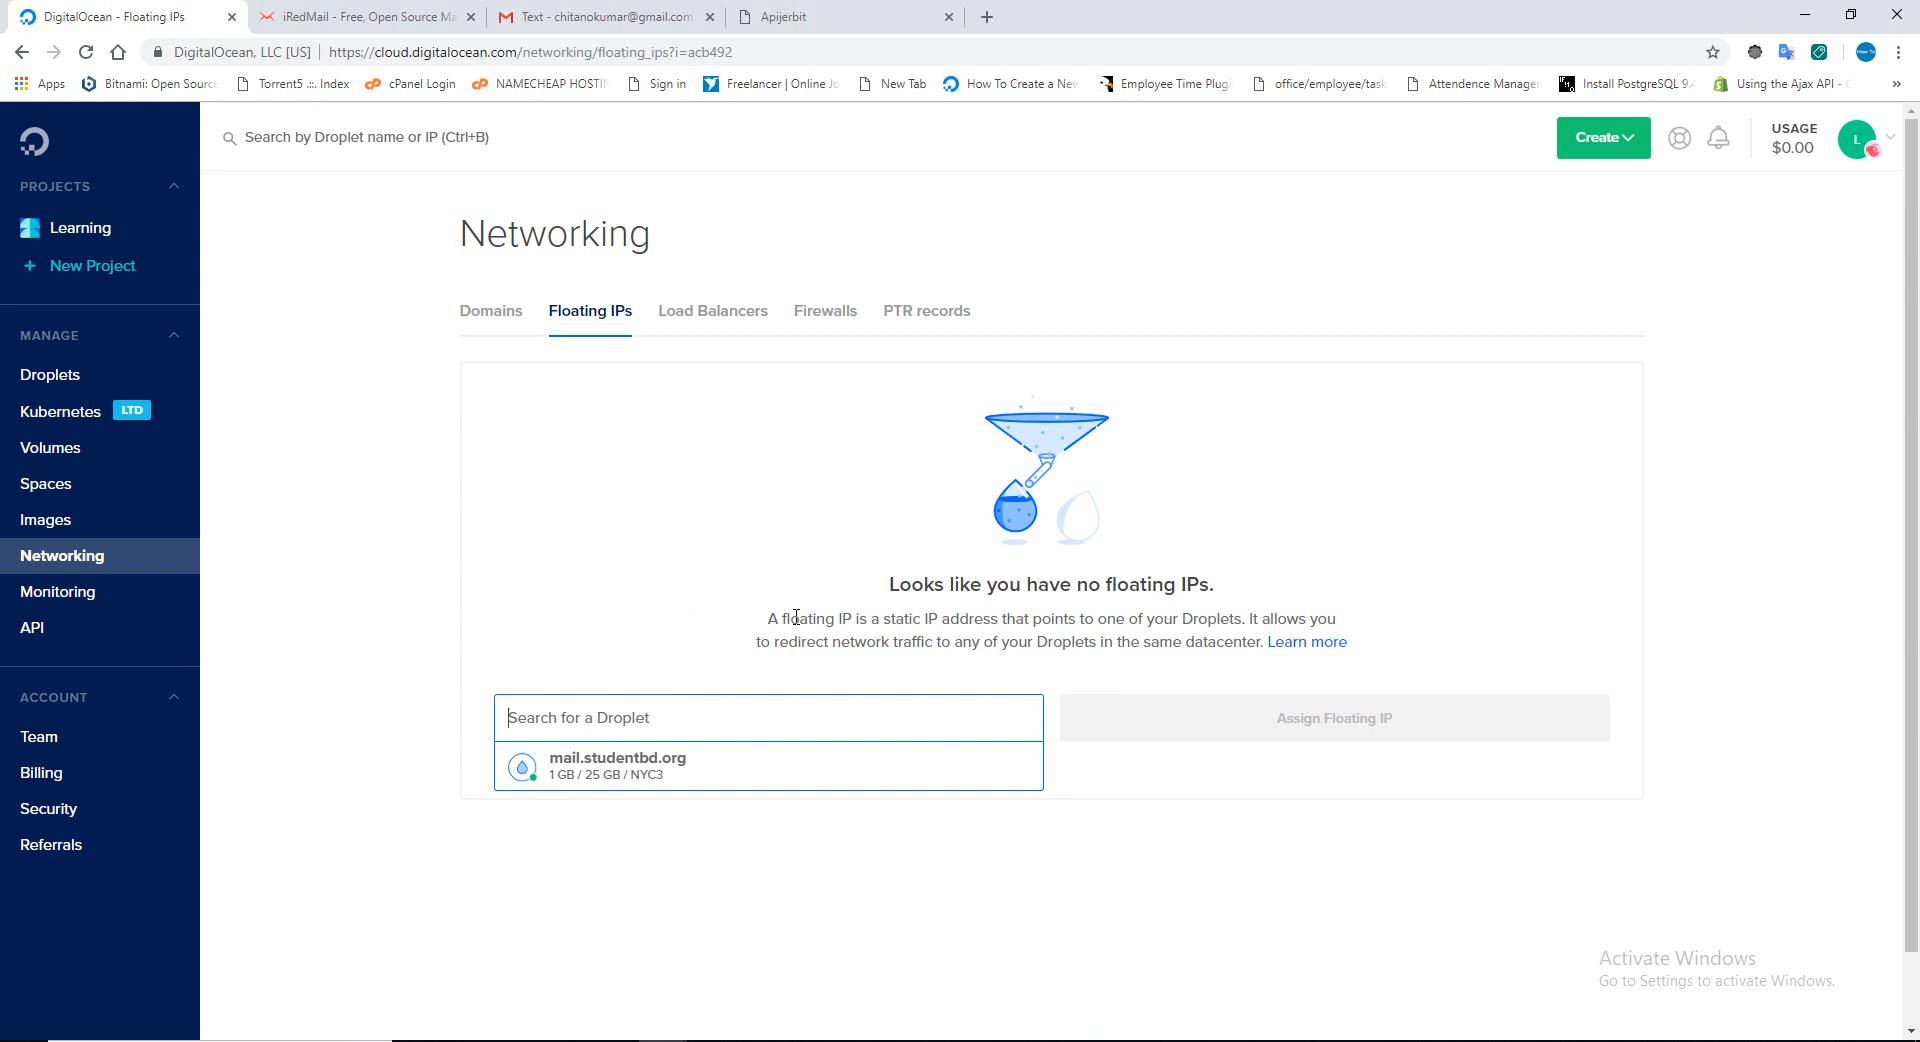 DigitalOcean - Floating IPs
iRedMail - Free, Open Source Ma
Text - chitanokumar@gmail.com
Apijerbit
DigitalOcean, LLC [US]
https://cloud.digitalocean.com/networking/floating_ips?i=acb492
Apps
Bitnami: Open Source
Torrent5 .::. Index
cPanel Login
NAMECHEAP HOSTIN
Sign in
Freelancer | Online Jo
New Tab
How To Create a New
Employee Time Plugi
office/employee/task
Attendence Manager
Install PostgreSQL 9.4
Using the Ajax API -
»
Search by Droplet name or IP (Ctrl+B)
Create
USAGE
$0.00
L
PROJECTS
Learning
+ New Project
MANAGE
Droplets
Kubernetes LTD
Volumes
Spaces
Images
Networking
Monitoring
API
ACCOUNT
Team
Billing
Security
Referrals
Networking
Domains Floating IPs Load Balancers Firewalls PTR records
Looks like you have no floating IPs.
A floating IP is a static IP address that points to one of your Droplets. It allows you
to redirect network traffic to any of your Droplets in the same datacenter. Learn more
Search for a Droplet
Assign Floating IP
mail.studentbd.org
1 GB / 25 GB / NYC3
Activate Windows
Go to Settings to activate Windows.